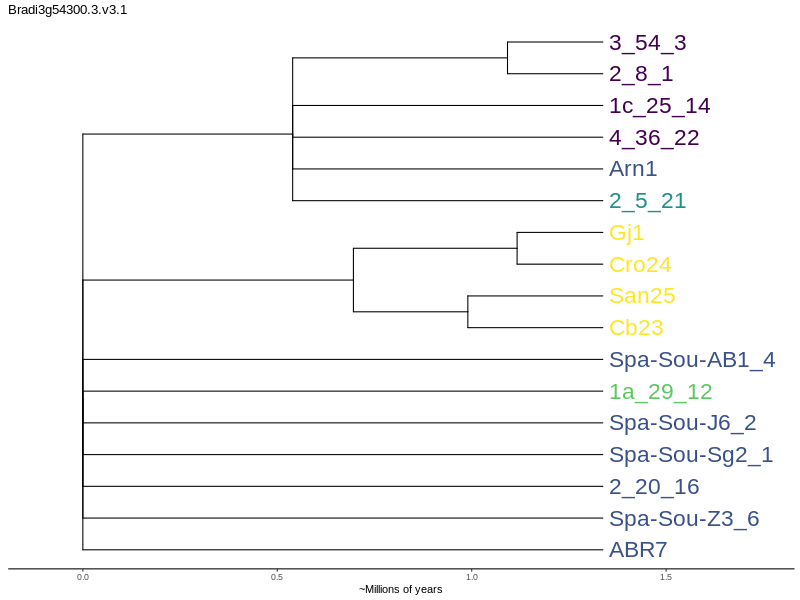 Bradi3g54300.3.v3.1
3_54_3
2_8_1
1c_25_14
4_36_22
Arn1
2_5_21
Gj1
Cro24
San25
Cb23
Spa-Sou-AB1_4
1a_29_12
Spa-Sou-J6_2
Spa-Sou-Sg2_1
2_20_16
Spa-Sou-Z3_6
ABR7
0.0 0.5 1.0 1.5
~Millions of years